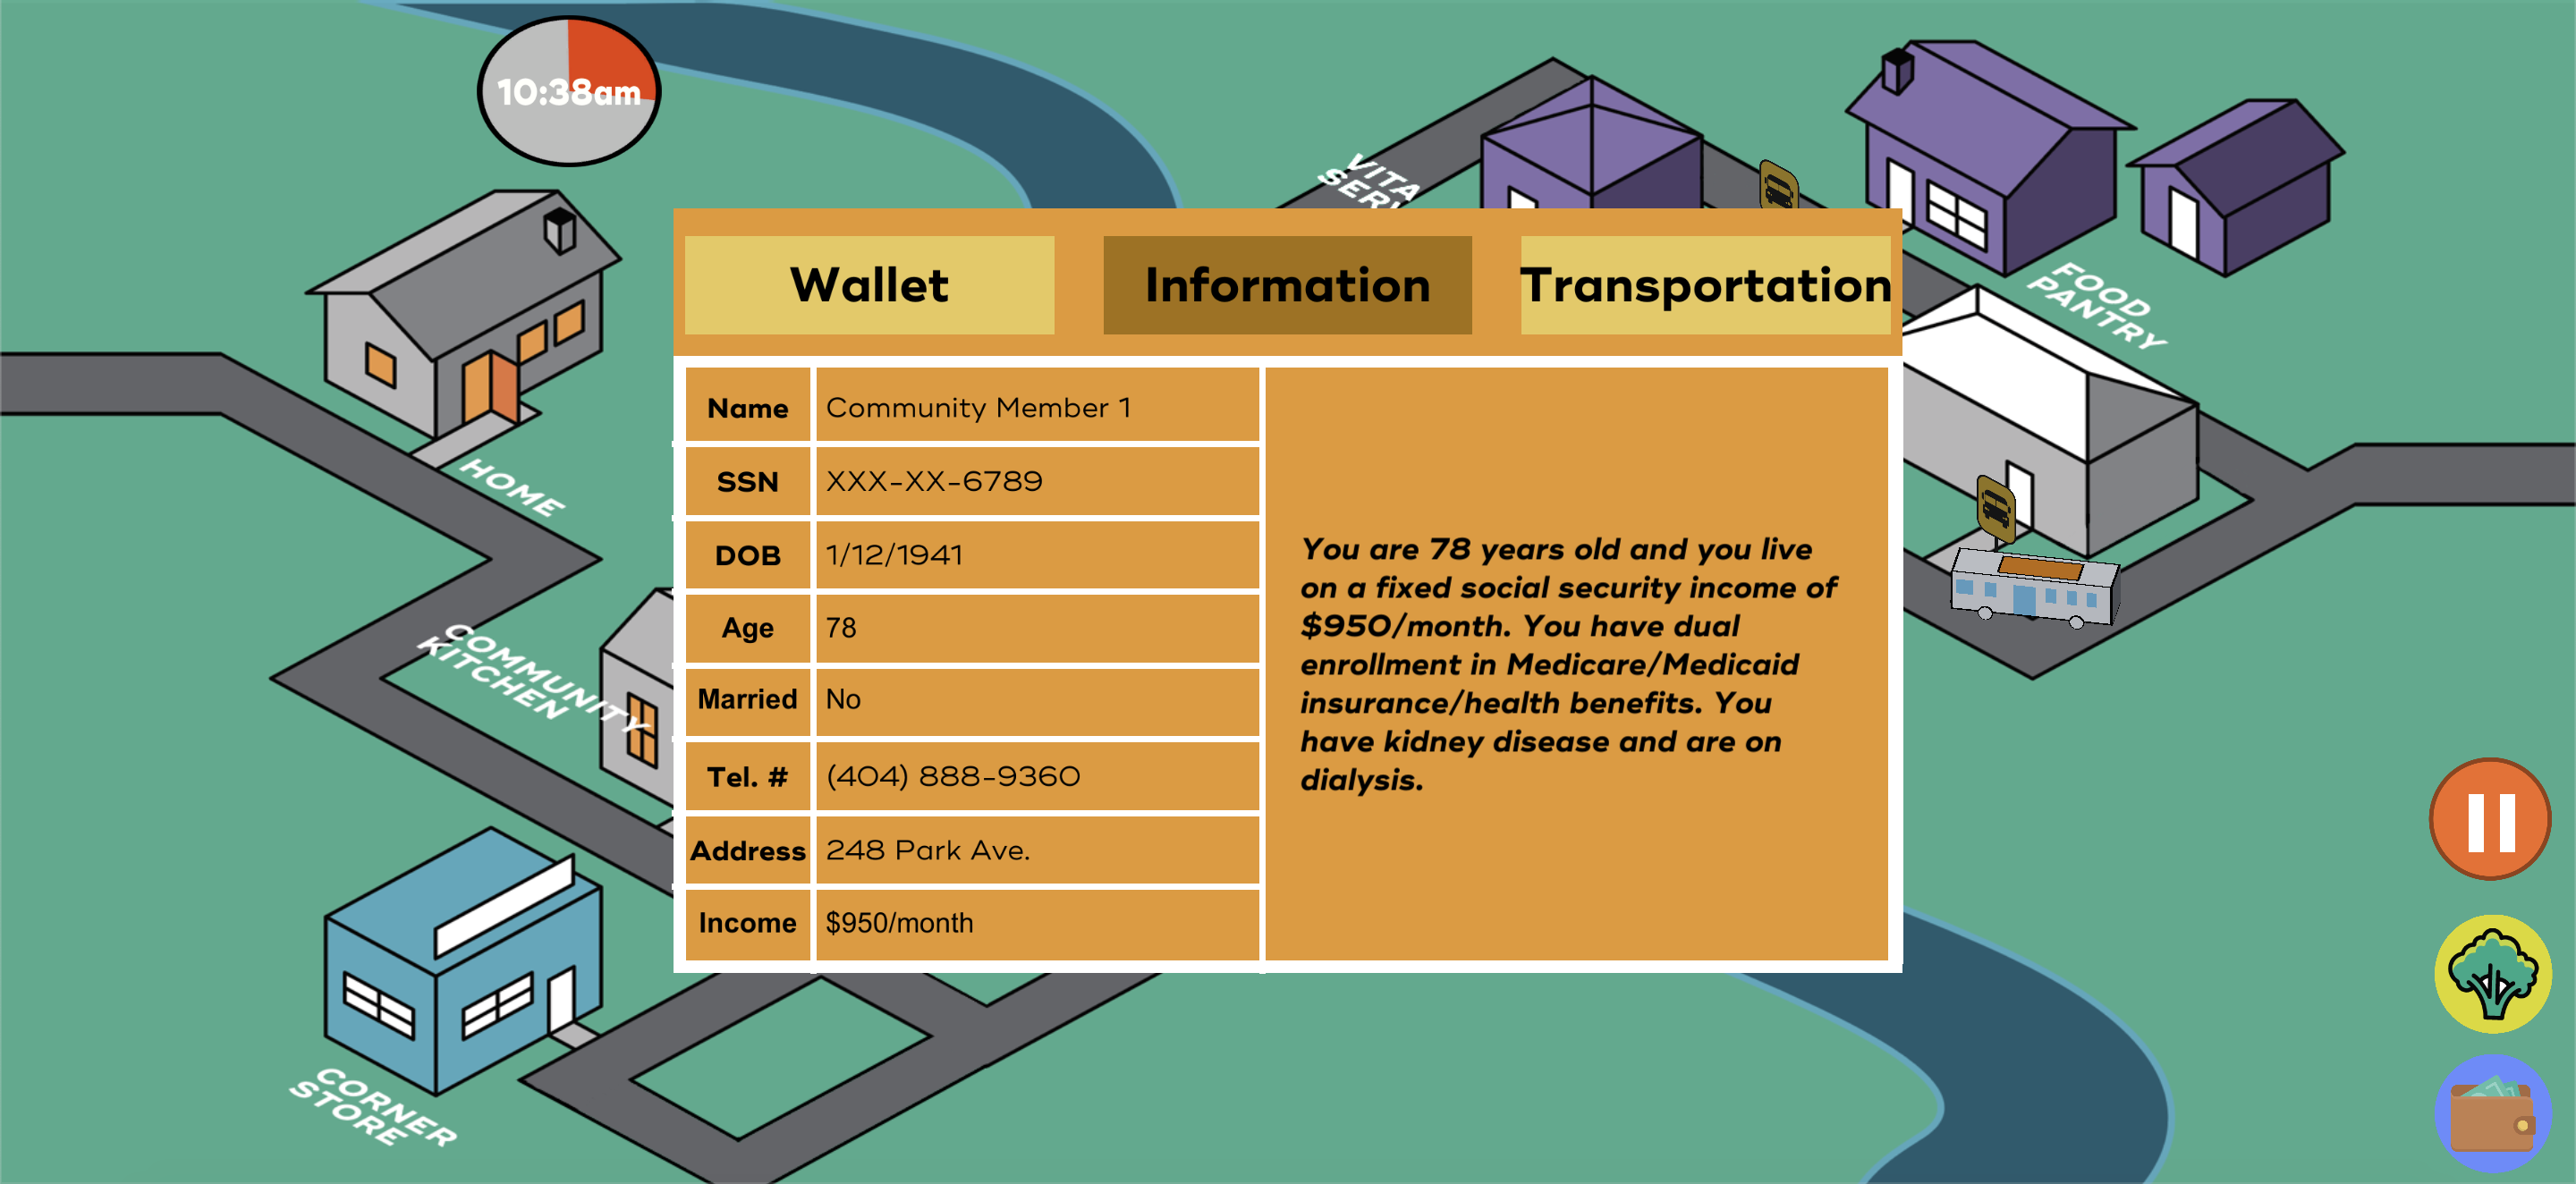 10:38am
VITA
SERV
FOOD
PANTRY
HOME
COMMUNITY
KITCHEN
CORNER
STORE
Wallet
Information
Transportation
Name Community Member 1
SSN XXX-XX-6789
DOB 1/12/1941
Age 78
Married No
Tel. # (404) 888-9360
Address 248 Park Ave.
Income $950/month
You are 78 years old and you live
on a fixed social security income of
$950/month. You have dual
enrollment in Medicare/Medicaid
insurance/health benefits. You
have kidney disease and are on
dialysis.